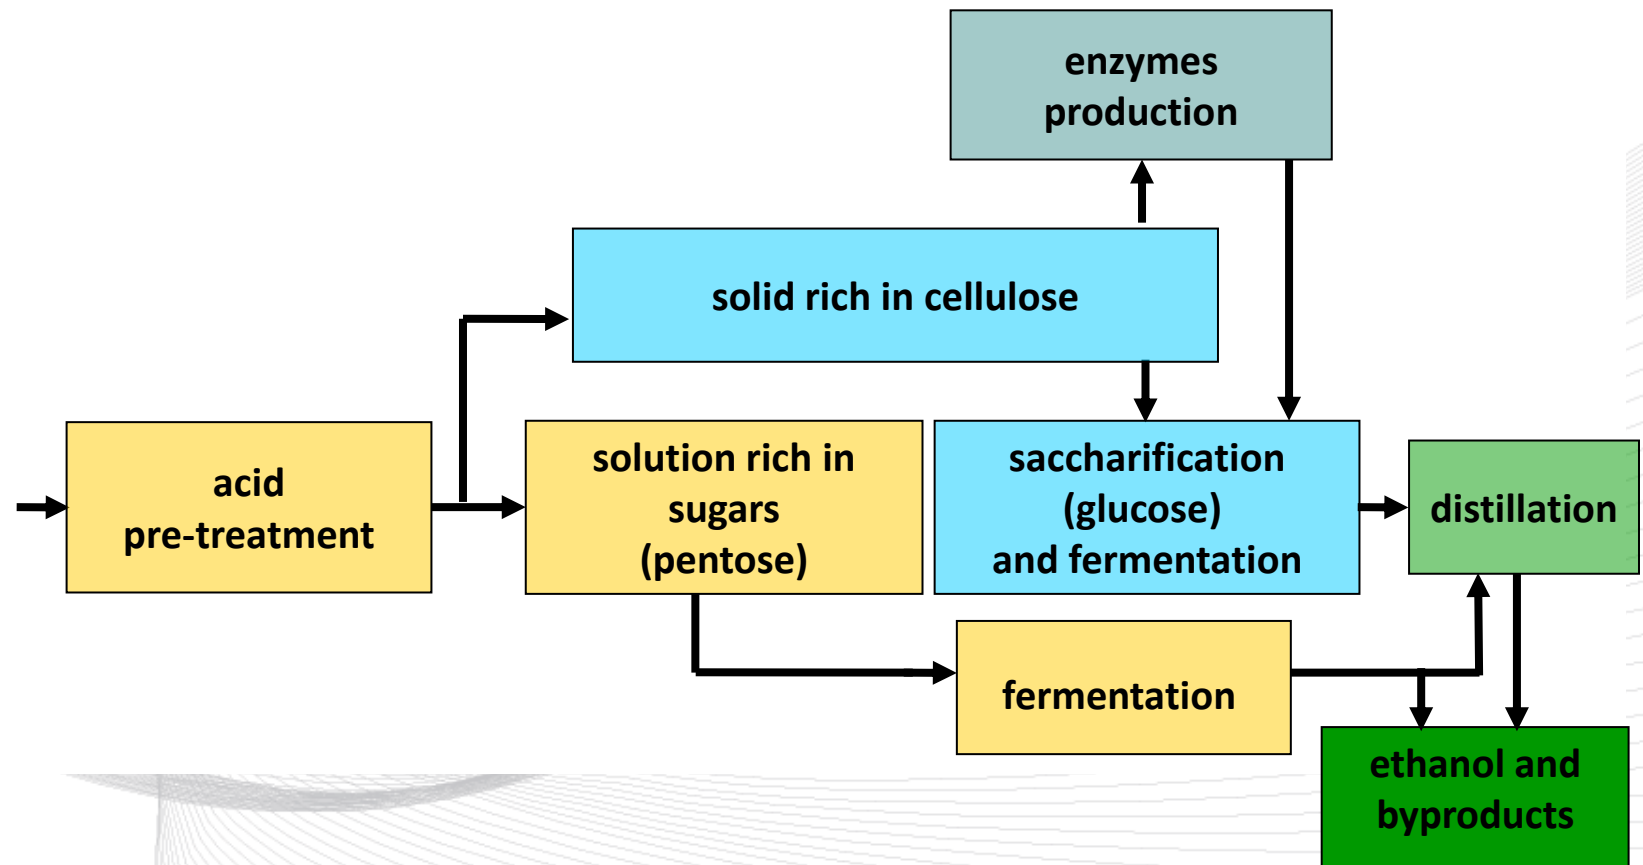 enzymes
production
solid rich in cellulose
acid
pre-treatment
solution rich in
sugars
(pentose)
saccharification
(glucose)
and fermentation
distillation
fermentation
ethanol and
byproducts